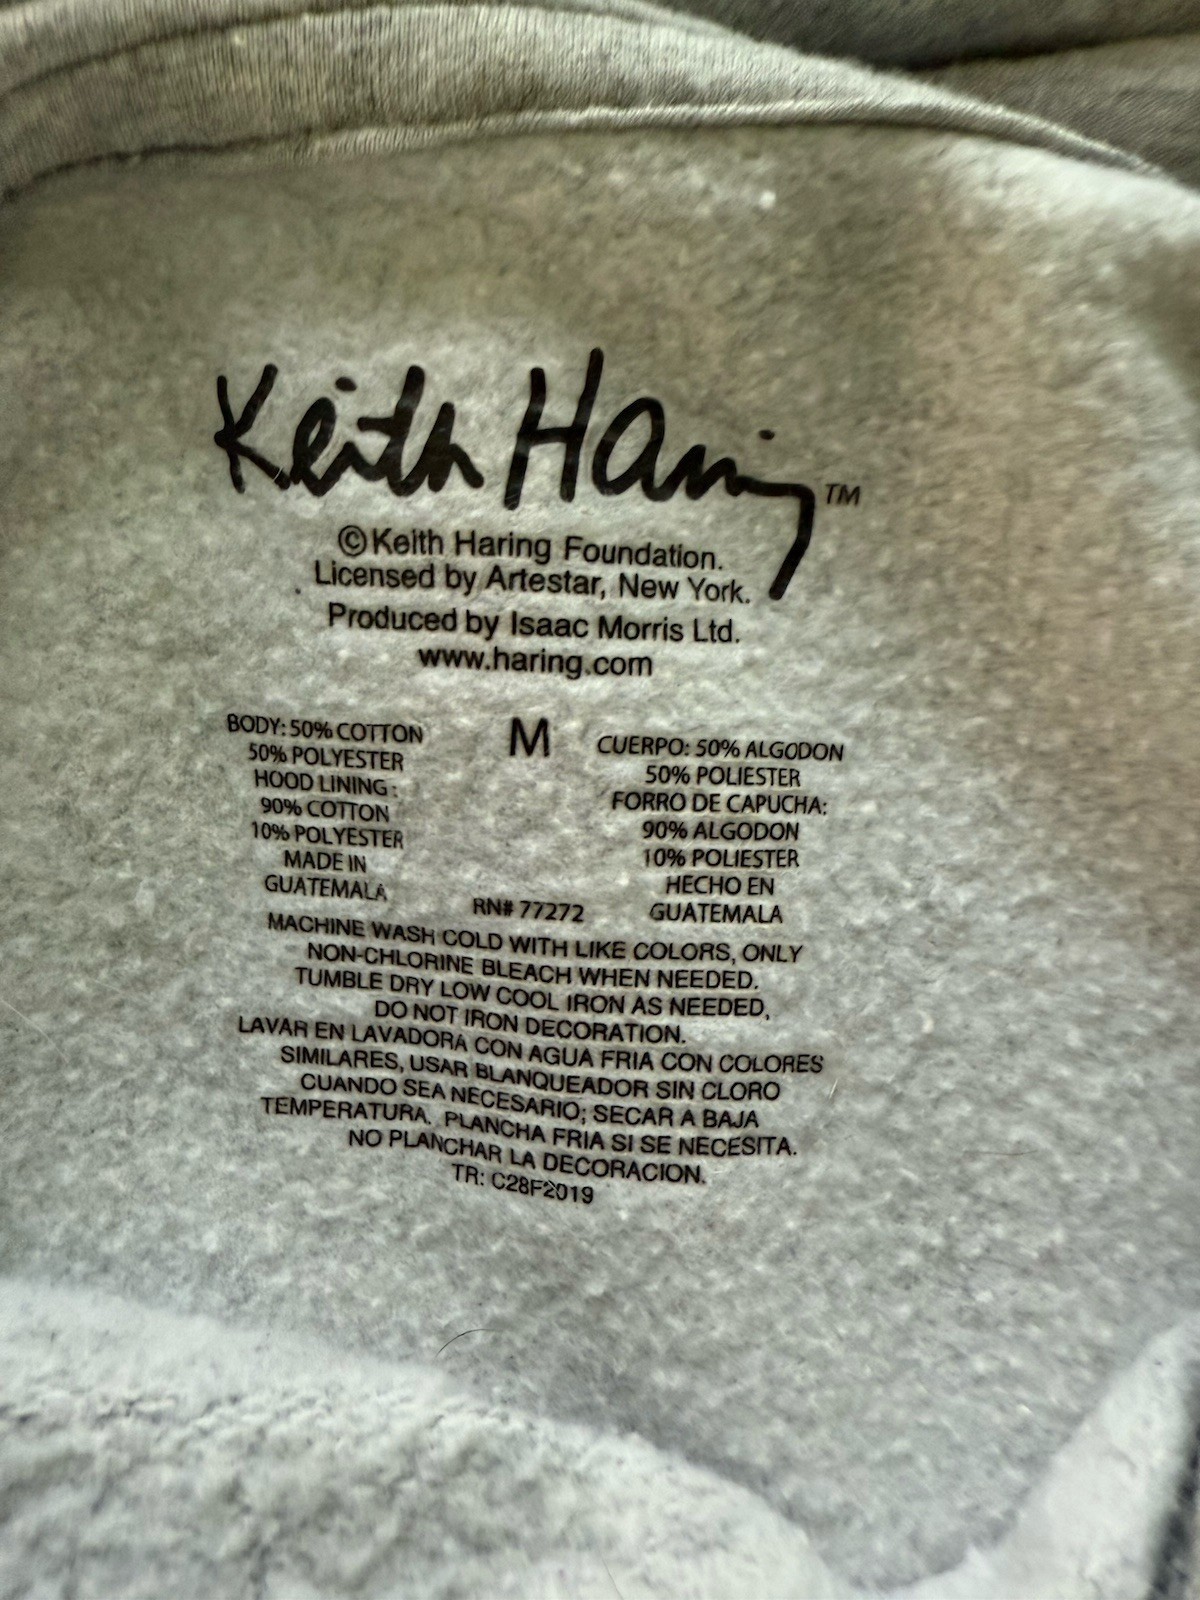 Keith Haring™
©Keith Haring Foundation.
Licensed by Artestar, New York.
Produced by Isaac Morris Ltd.
www.haring.com
BODY: 50% COTTON
50% POLYESTER
HOOD LINING :
90% COTTON
10% POLYESTER
MADE IN
GUATEMALA
M
RN# 77272
CUERPO: 50% ALGODON
50% POLIESTER
FORRO DE CAPUCHA:
90% ALGODON
10% POLIESTER
HECHO EN
GUATEMALA
MACHINE WASH COLD WITH LIKE COLORS, ONLY
NON-CHLORINE BLEACH WHEN NEEDED.
TUMBLE DRY LOW COOL IRON AS NEEDED,
DO NOT IRON DECORATION.
LAVAR EN LAVADORA CON AGUA FRIA CON COLORES
SIMILARES, USAR BLANQUEADOR SIN CLORO
CUANDO SEA NECESARIO; SECAR A BAJA
TEMPERATURA. PLANCHA FRIA SI SE NECESITA.
NO PLANCHAR LA DECORACION.
TR: C28F2019